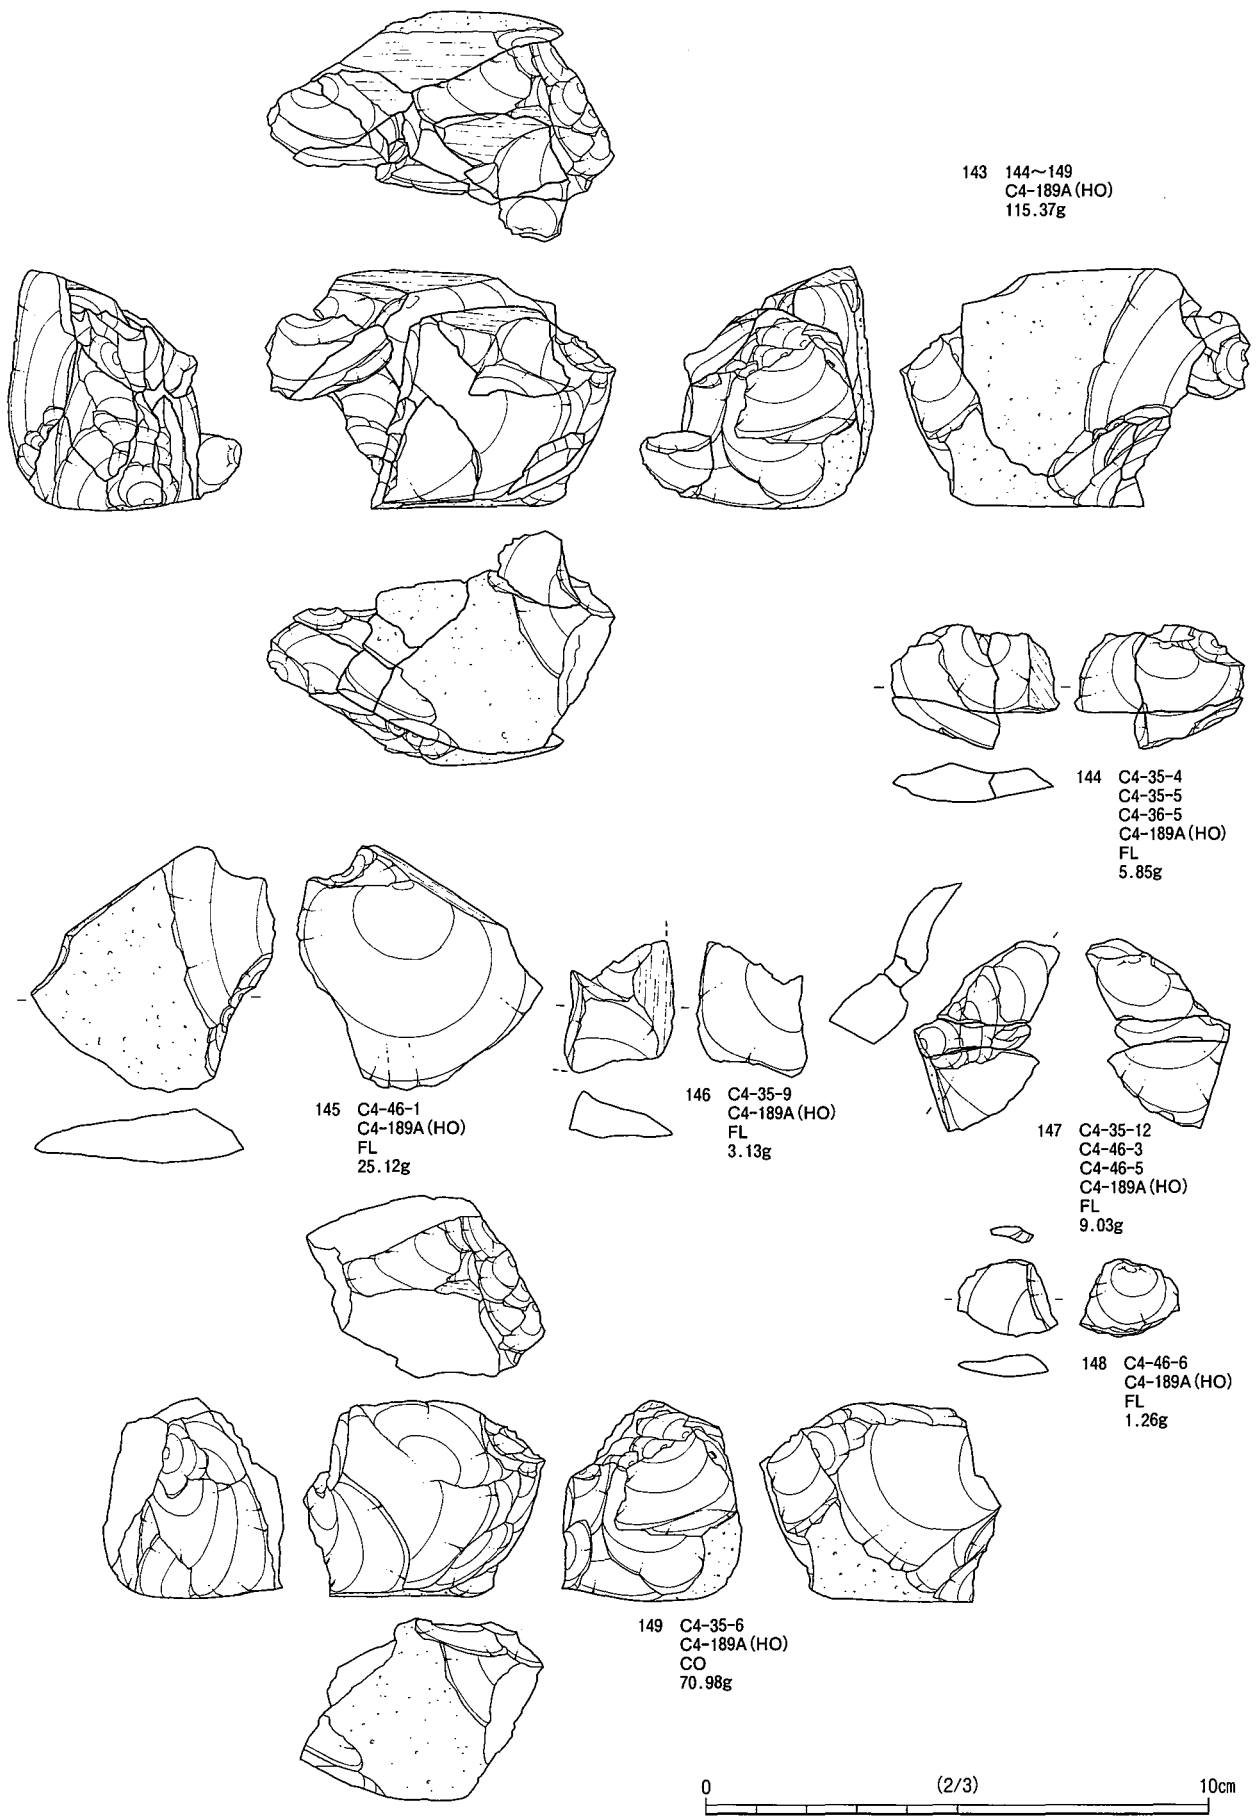 143 144～149
C4-189A(HO)
115.37g
144 C4-35-4
C4-35-5
C4-36-5
C4-189A(HO)
FL
5.85g
145 C4-46-1
C4-189A(HO)
FL
25.12g
146 C4-35-9
C4-189A(HO)
FL
3.13g
147 C4-35-12
C4-46-3
C4-46-5
C4-189A(HO)
FL
9.03g
148 C4-46-6
C4-189A(HO)
FL
1.26g
149 C4-35-6
C4-189A(HO)
CO
70.98g
0 (2/3) 10cm